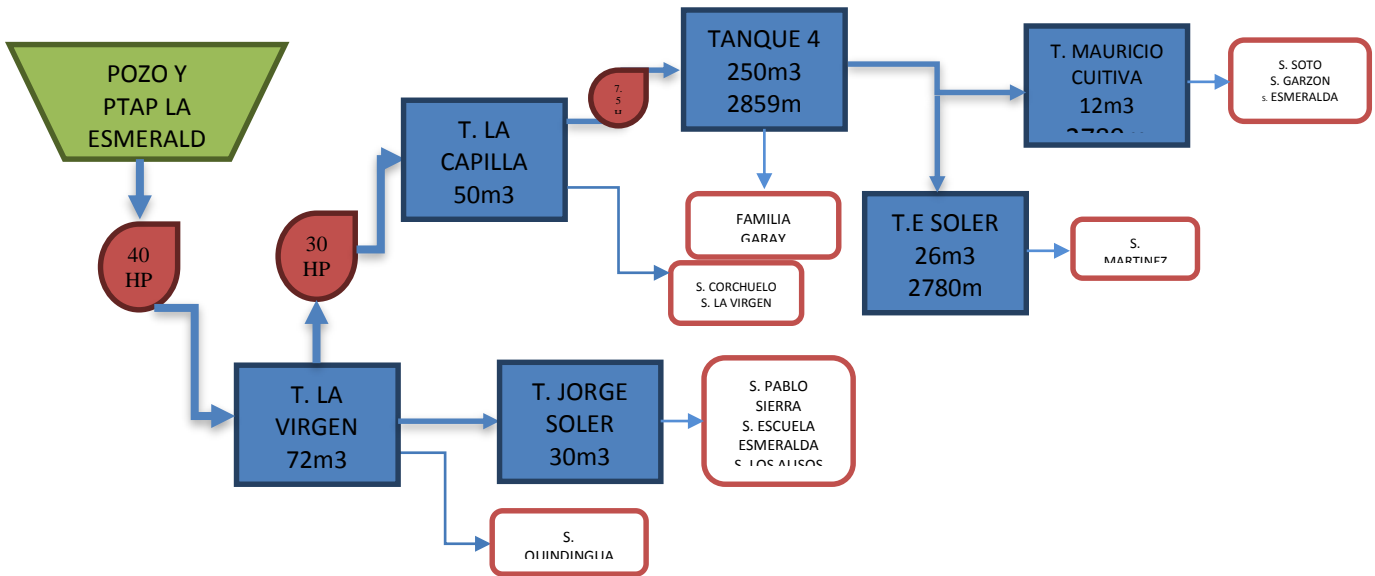 POZO Y
PTAP LA
ESMERALD
40
HP
30
HP
T. LA
CAPILLA
50m3
7.
5
TANQUE 4
250m3
2859m
T. MAURICIO
CUITIVA
12m3
S. SOTO
S. GARZON
S. ESMERALDA
FAMILIA
GARAY
S. CORCHUELO
S. LA VIRGEN
T.E SOLER
26m3
2780m
S.
MARTINEZ
T. LA
VIRGEN
72m3
T. JORGE
SOLER
30m3
S. PABLO
SIERRA
S. ESCUELA
ESMERALDA
S. LOS ALISOS
S.
QUINDINGUA